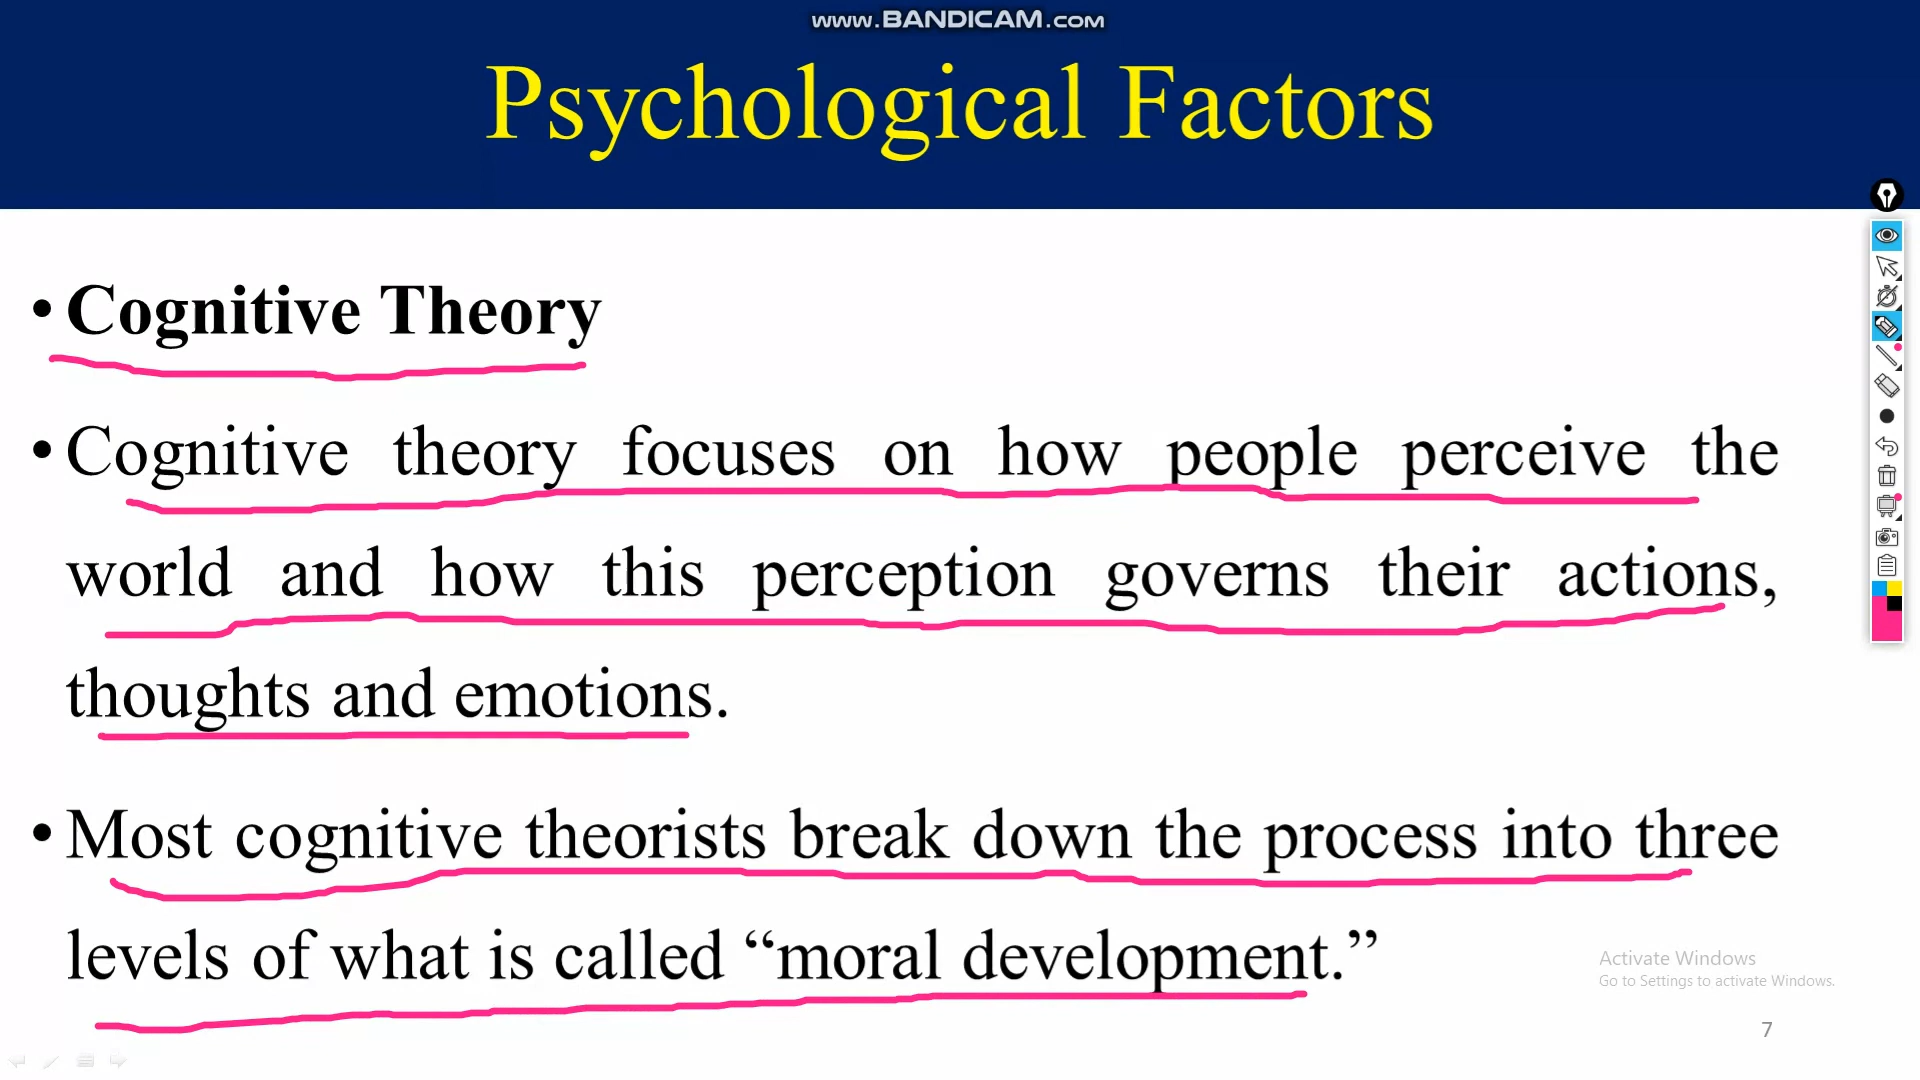 www.BANDICAM.com
Psychological Factors
• Cognitive Theory
• Cognitive theory focuses on how people perceive the
world and how this perception governs their actions,
thoughts and emotions.
• Most cognitive theorists break down the process into three
levels of what is called “moral development.”
Activate Windows
Go to Settings to activate Windows.
7